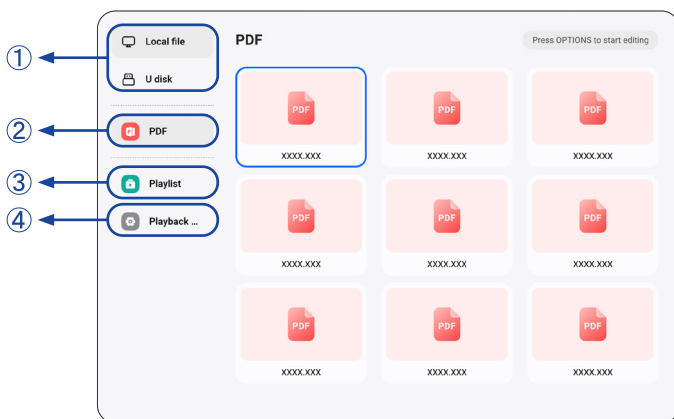 ①
Local file
U disk
②
PDF
③
Playlist
④
Playback ...
PDF
Press OPTIONS to start editing
PDF
PDF
PDF
XXXX.XXX
XXXX.XXX
XXXX.XXX
PDF
PDF
PDF
XXXX.XXX
XXXX.XXX
XXXX.XXX
PDF
PDF
PDF
XXXX.XXX
XXXX.XXX
XXXX.XXX